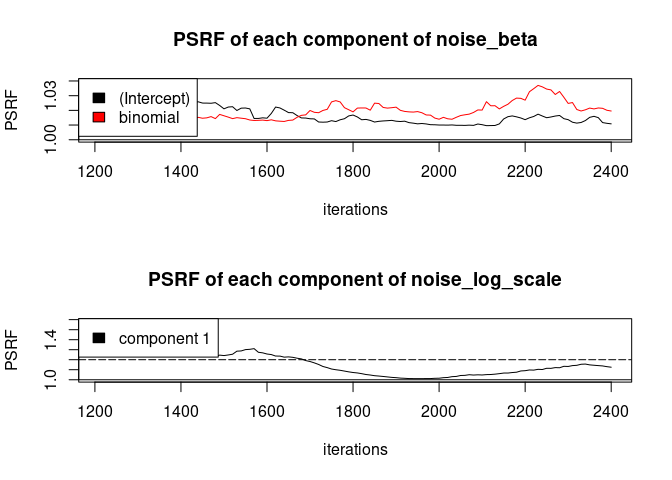 PSRF of each component of noise_beta
PSRF
1.00 1.03
(Intercept)
binomial
1200 1400 1600 1800 2000 2200 2400
iterations
PSRF of each component of noise_log_scale
PSRF
1.0 1.4
component 1
1200 1400 1600 1800 2000 2200 2400
iterations